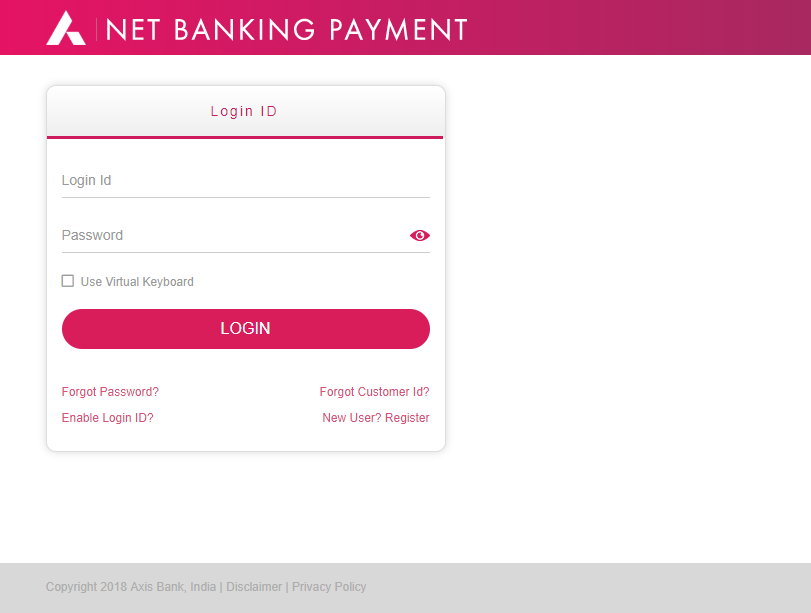 NET BANKING PAYMENT
Login ID
Login Id
Password
Use Virtual Keyboard
LOGIN
Forgot Password? Forgot Customer Id?
Enable Login ID? New User? Register
Copyright 2018 Axis Bank, India | Disclaimer | Privacy Policy